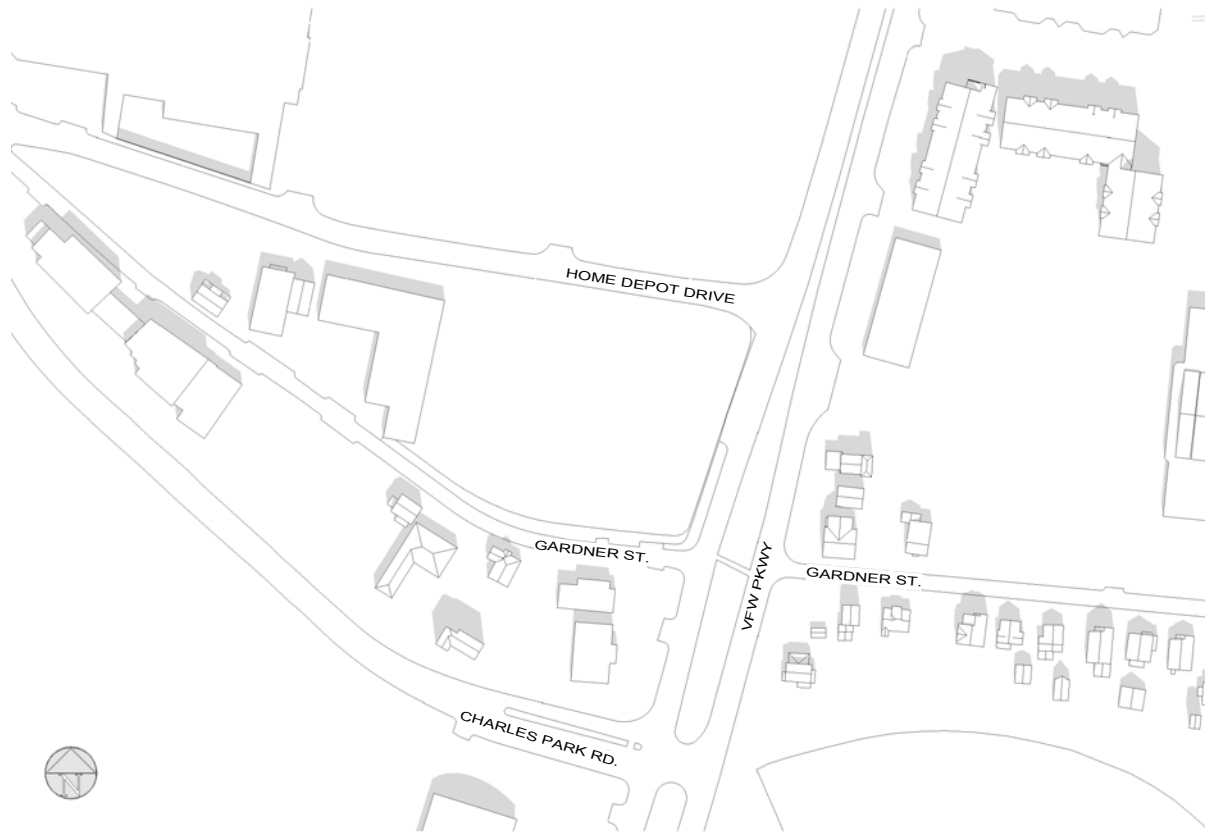 HOME DEPOT DRIVE
GARDNER ST.
GARDNER ST.
VFW PKWY
CHARLES PARK RD.
N